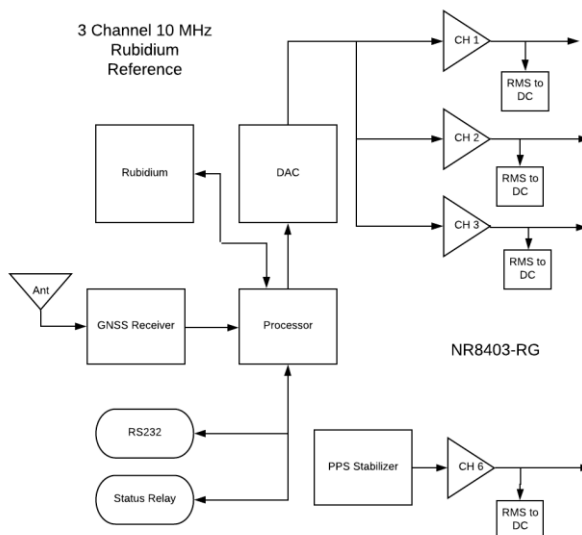 3 Channel 10 MHz
Rubidium
Reference
CH 1
RMS to
DC
Rubidium
DAC
CH 2
RMS to
DC
CH 3
RMS to
DC
Ant
GNSS Receiver
Processor
NR8403-RG
RS232
Status Relay
PPS Stabilizer
CH 6
RMS to
DC